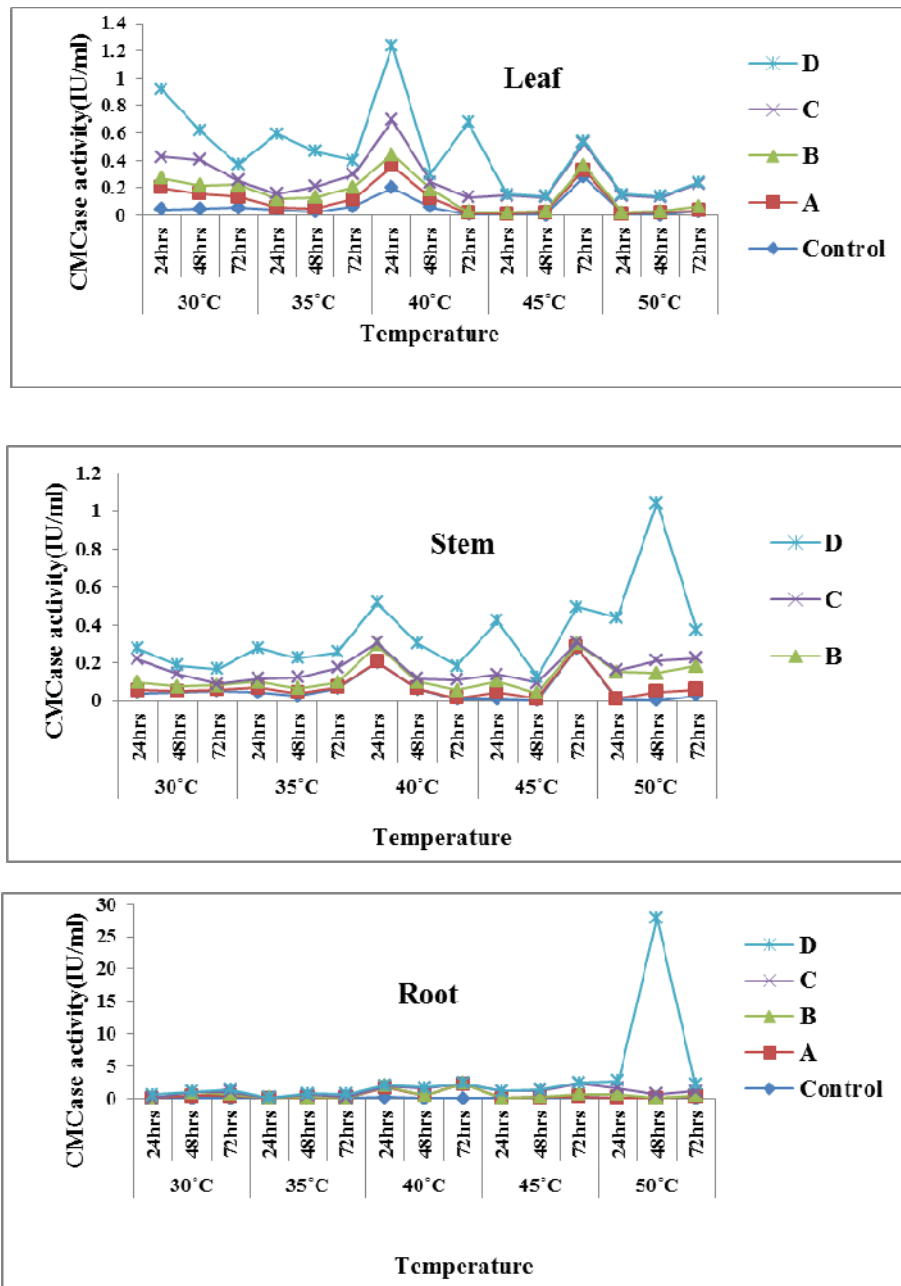 1.4
1.2
1
0.8
0.6
0.4
0.2
0
CMCase activity(IU/ml)
Leaf
D
C
B
A
Control
24hrs 48hrs 72hrs 24hrs 48hrs 72hrs 24hrs 48hrs 72hrs 24hrs 48hrs 72hrs 24hrs 48hrs 72hrs
30˚C 35˚C 40˚C 45˚C 50˚C
Temperature
1.2
1
0.8
0.6
0.4
0.2
0
CMCase activity(IU/ml)
Stem
D
C
B
24hrs 48hrs 72hrs 24hrs 48hrs 72hrs 24hrs 48hrs 72hrs 24hrs 48hrs 72hrs 24hrs 48hrs 72hrs
30˚C 35˚C 40˚C 45˚C 50˚C
Temperature
30
25
20
15
10
5
0
CMCase activity(IU/ml)
Root
D
C
B
A
Control
24hrs 48hrs 72hrs 24hrs 48hrs 72hrs 24hrs 48hrs 72hrs 24hrs 48hrs 72hrs 24hrs 48hrs 72hrs
30˚C 35˚C 40˚C 45˚C 50˚C
Temperature